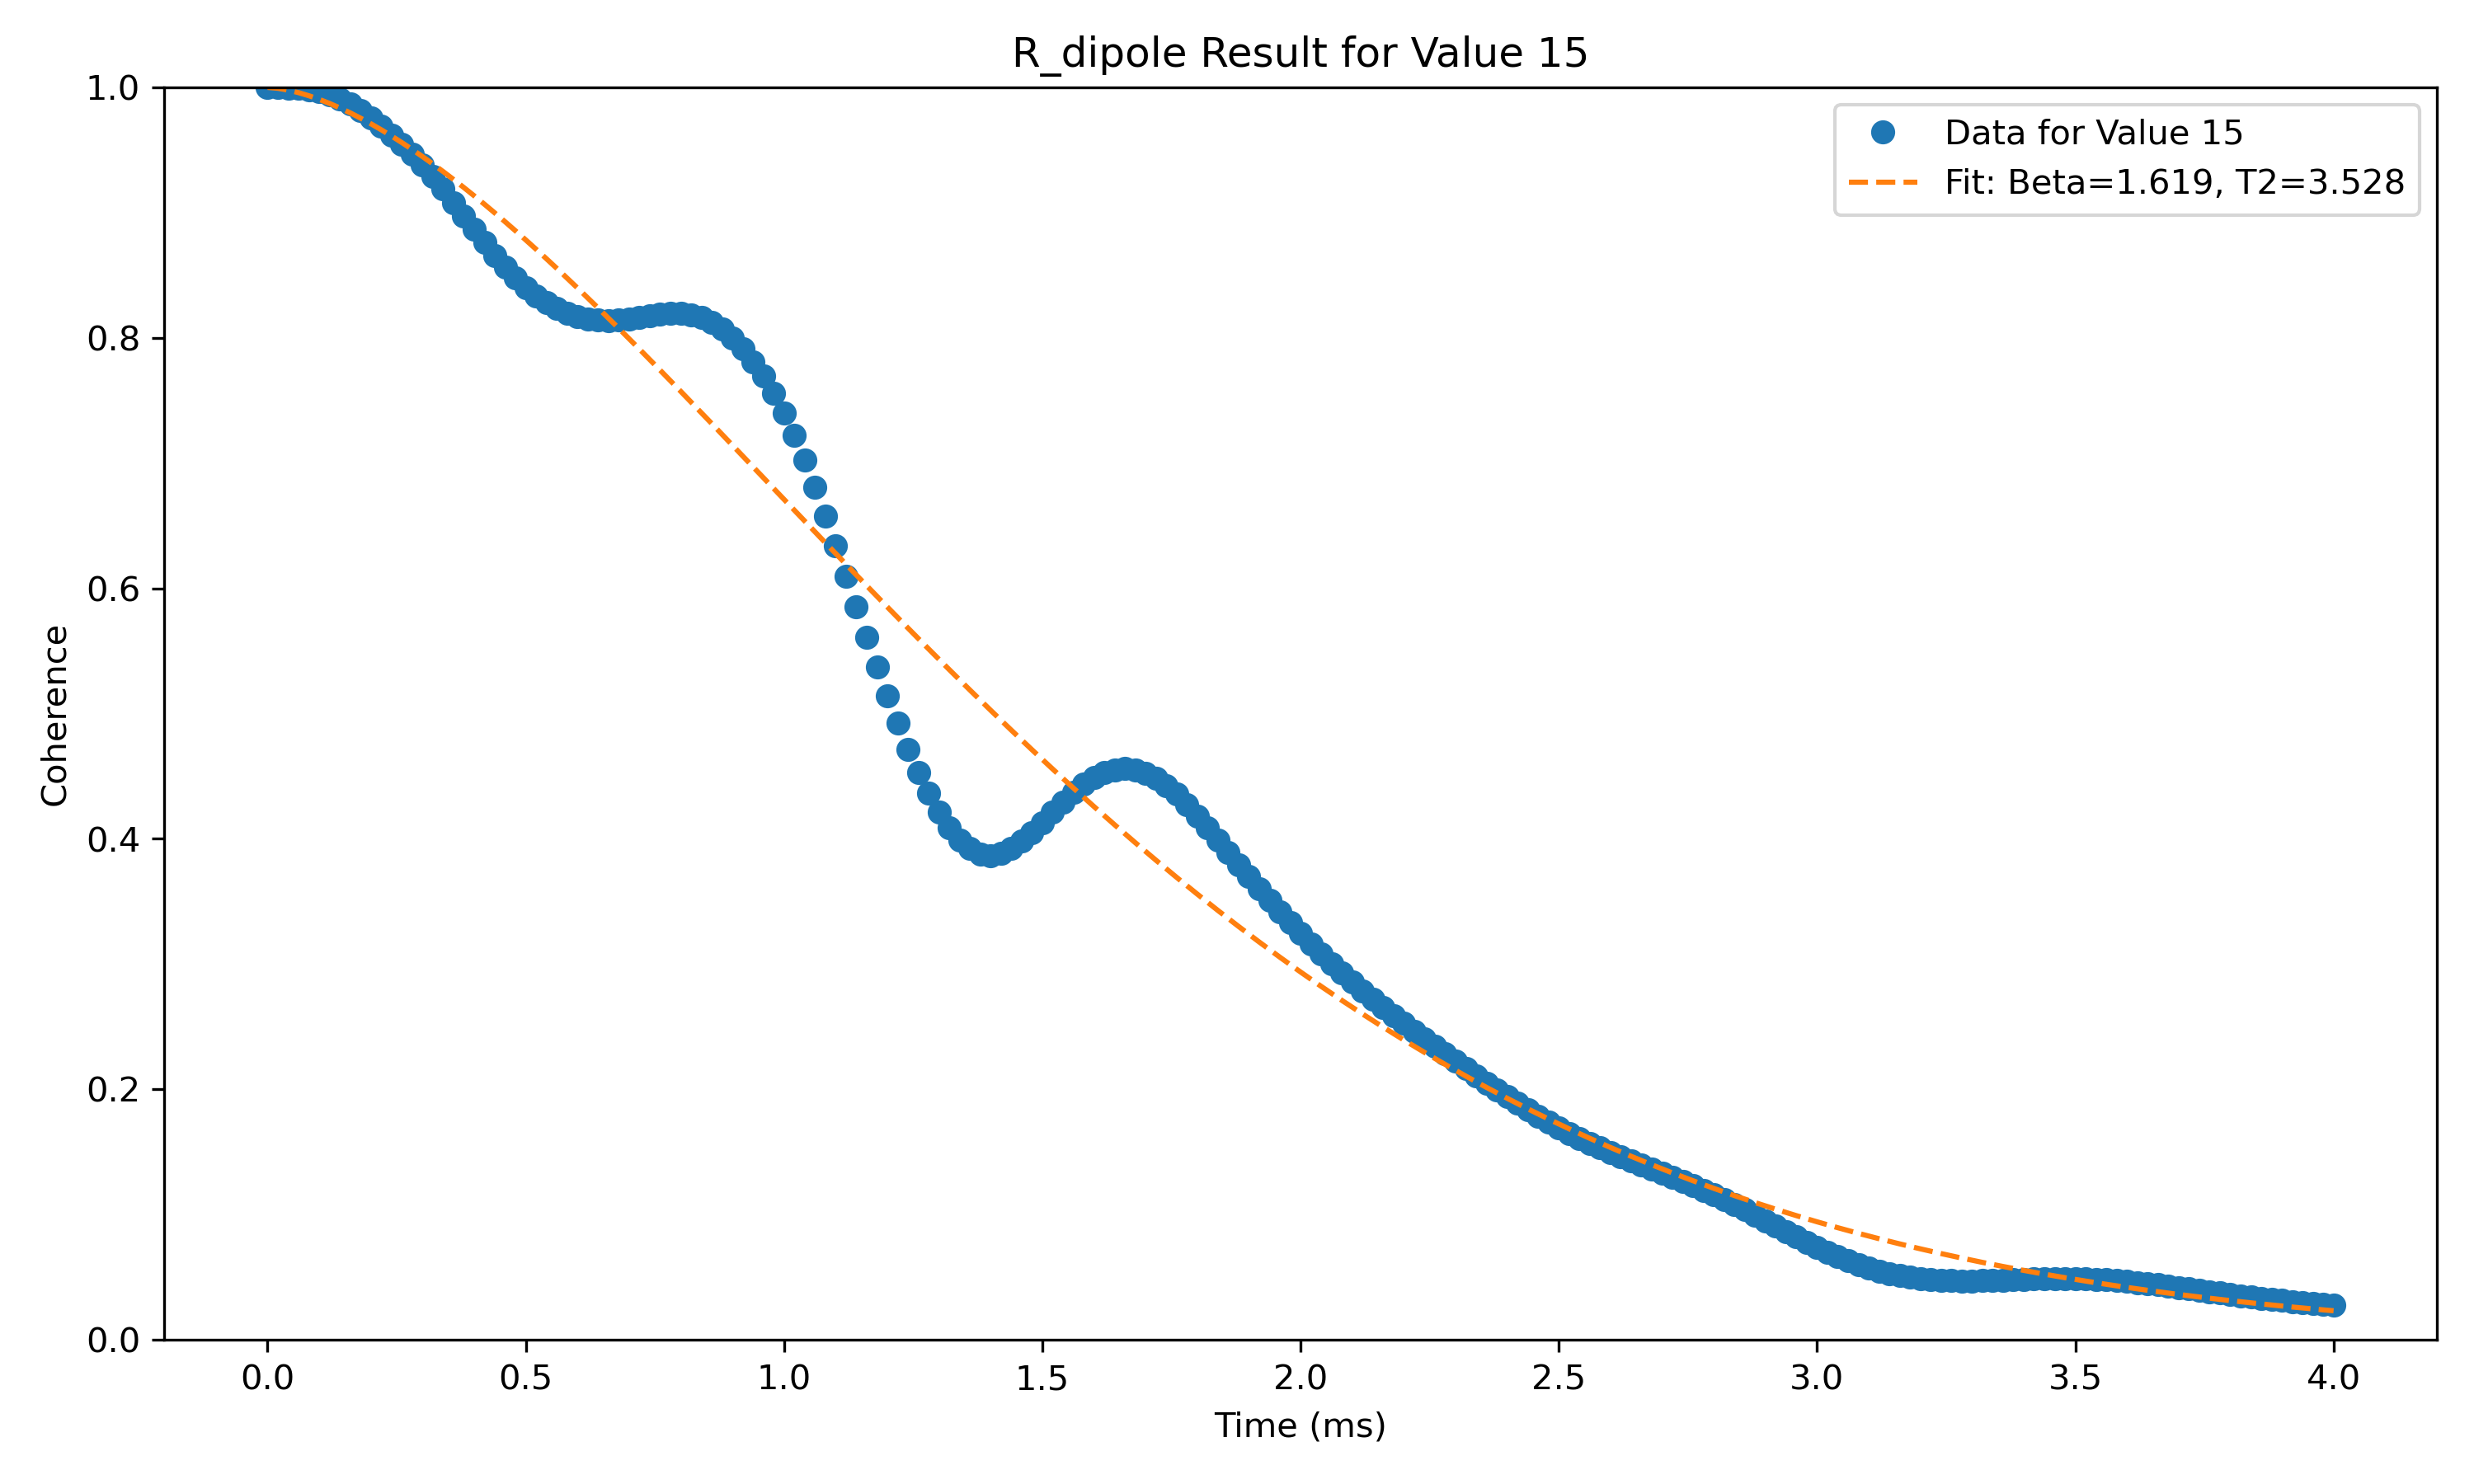 R_dipole Result for Value 15
Data for Value 15
Fit: Beta=1.619, T2=3.528
Coherence
1.0
0.8
0.6
0.4
0.2
0.0
0.0 0.5 1.0 1.5 2.0 2.5 3.0 3.5 4.0
Time (ms)